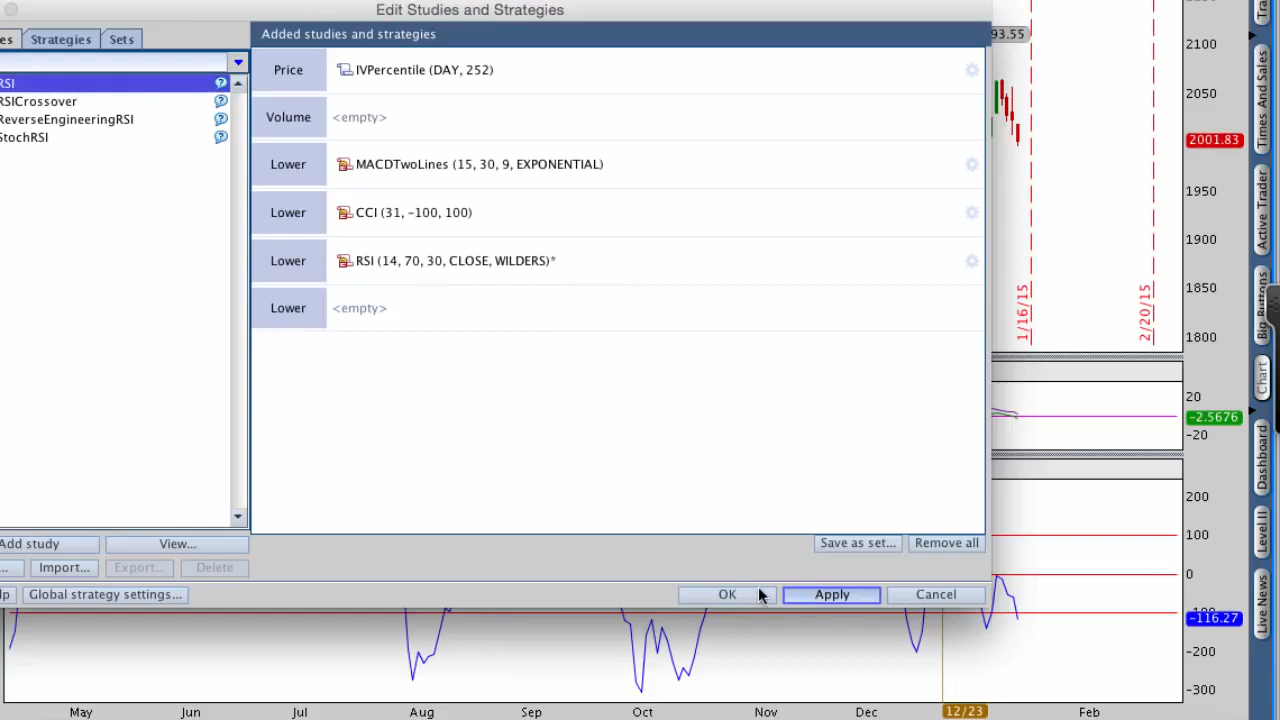 Edit Studies and Strategies
es
Strategies
Sets
Added studies and strategies
RSI
RSICrossover
ReverseEngineeringRSI
StochRSI
Price
IVPercentile (DAY, 252)
Volume
<empty>
Lower
MACDTwoLines (15, 30, 9, EXPONENTIAL)
Lower
CCI (31, -100, 100)
Lower
RSI (14, 70, 30, CLOSE, WILDERS)*
Lower
<empty>
Add study
View...
Save as set...
Remove all
...
Import...
Export...
Delete
lp
Global strategy settings...
OK
Apply
Cancel
93.55
2100
2050
2001.83
1950
1900
1850
1800
1/16/15
2/20/15
20
-2.5676
-20
200
100
0
-100
-116.27
-200
-300
May
Jun
Jul
Aug
Sep
Oct
Nov
Dec
12/23
Feb
Times And Sales
Active Trader
Big Buttons
Chart
Dashboard
Level II
Live News